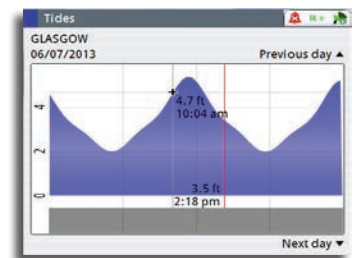 Tides
GLASGOW
06/07/2013
Previous day ▲
4
2
0
4.7 ft
10:04 am
3.5 ft
2:18 pm
Next day ▼